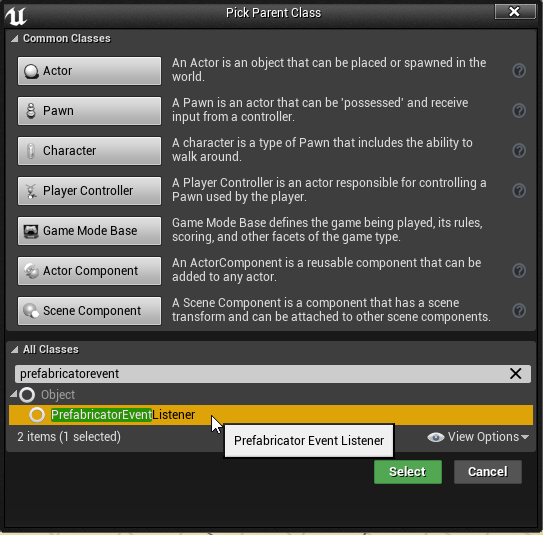 Pick Parent Class
Common Classes
Actor
An Actor is an object that can be placed or spawned in the
world.
Pawn
A Pawn is an actor that can be 'possessed' and receive
input from a controller.
Character
A character is a type of Pawn that includes the ability to
walk around.
Player Controller
A Player Controller is an actor responsible for controlling a
Pawn used by the player.
Game Mode Base
Game Mode Base defines the game being played, its rules,
scoring, and other facets of the game type.
Actor Component
An ActorComponent is a reusable component that can be
added to any actor.
Scene Component
A Scene Component is a component that has a scene
transform and can be attached to other scene components.
All Classes
prefabricatorevent
Object
PrefabricatorEventListener
2 items (1 selected)
Prefabricator Event Listener
View Options
Select
Cancel